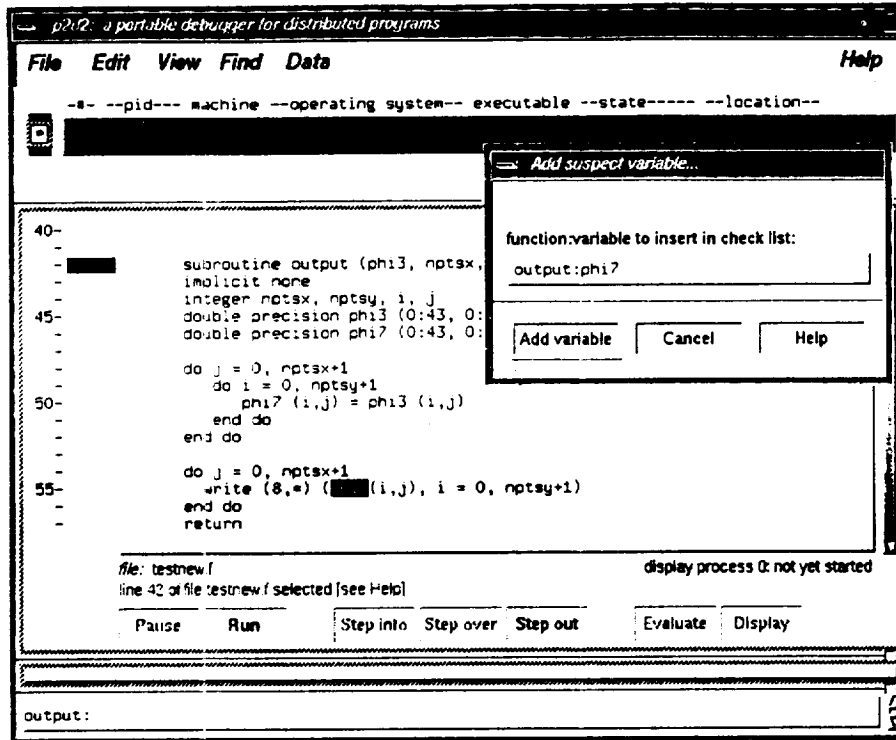 p2d2: a portable debugger for distributed programs
File Edit View Find Data Help
-#- --pid--- machine --operating system-- executable --state----- --location--
Add suspect variable...
function:variable to insert in check list:
output:phi7
Add variable Cancel Help
40-
-
- subroutine output (phi3, nptsx,
- implicit none
- integer nptsx, nptsy, i, j
45- double precision phi3 (0:43, 0:
- double precision phi7 (0:43, 0:
-
- do j = 0, nptsx+1
- do i = 0, nptsy+1
50- phi7 (i,j) = phi3 (i,j)
- end do
- end do
-
- do j = 0, nptsx+1
55- write (8,*) ( (i,j), i = 0, nptsy+1)
- end do
- return
file: testnew.f display process 0: not yet started
line 42 of file testnew.f selected [see Help]
Pause Run Step into Step over Step out Evaluate Display
output: